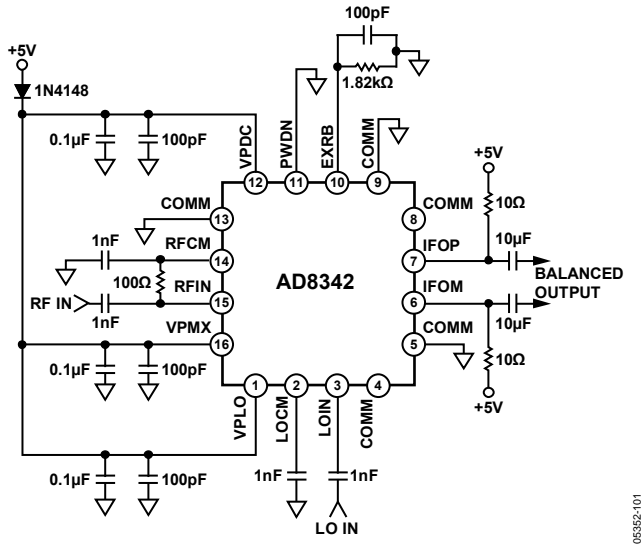 100pF
+5V
1.82kΩ
1N4148
0.1µF
100pF
VPDC
PWDN
EXRB
COMM
+5V
12
11
10
9
COMM
13
8
COMM
10Ω
1nF
RFCM
14
7
IFOP
10µF
100Ω
AD8342
BALANCED
OUTPUT
RF IN
RFIN
15
6
IFOM
1nF
10µF
VPMX
16
5
COMM
0.1µF
100pF
10Ω
1
2
3
4
+5V
VPLO
LOCM
LOIN
COMM
0.1µF
100pF
1nF
1nF
LO IN
05352-101